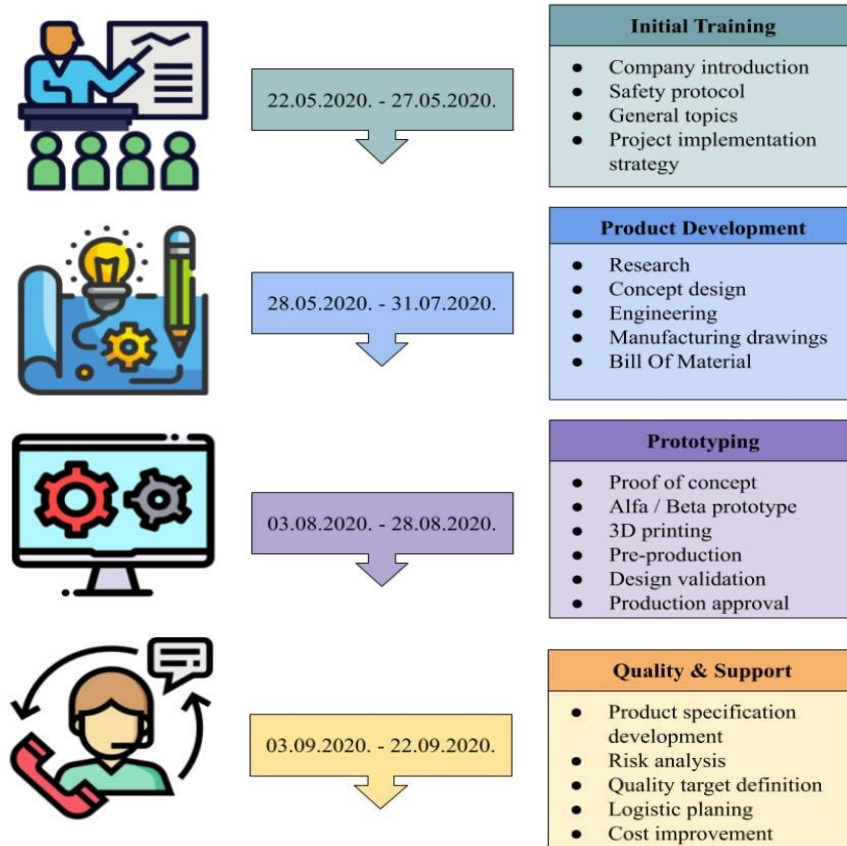 Initial Training
22.05.2020. - 27.05.2020.
● Company introduction
● Safety protocol
● General topics
● Project implementation
strategy
Product Development
28.05.2020. - 31.07.2020.
● Research
● Concept design
● Engineering
● Manufacturing drawings
● Bill Of Material
Prototyping
03.08.2020. - 28.08.2020.
● Proof of concept
● Alfa / Beta prototype
● 3D printing
● Pre-production
● Design validation
● Production approval
Quality & Support
03.09.2020. - 22.09.2020.
● Product specification
development
● Risk analysis
● Quality target definition
● Logistic planing
● Cost improvement